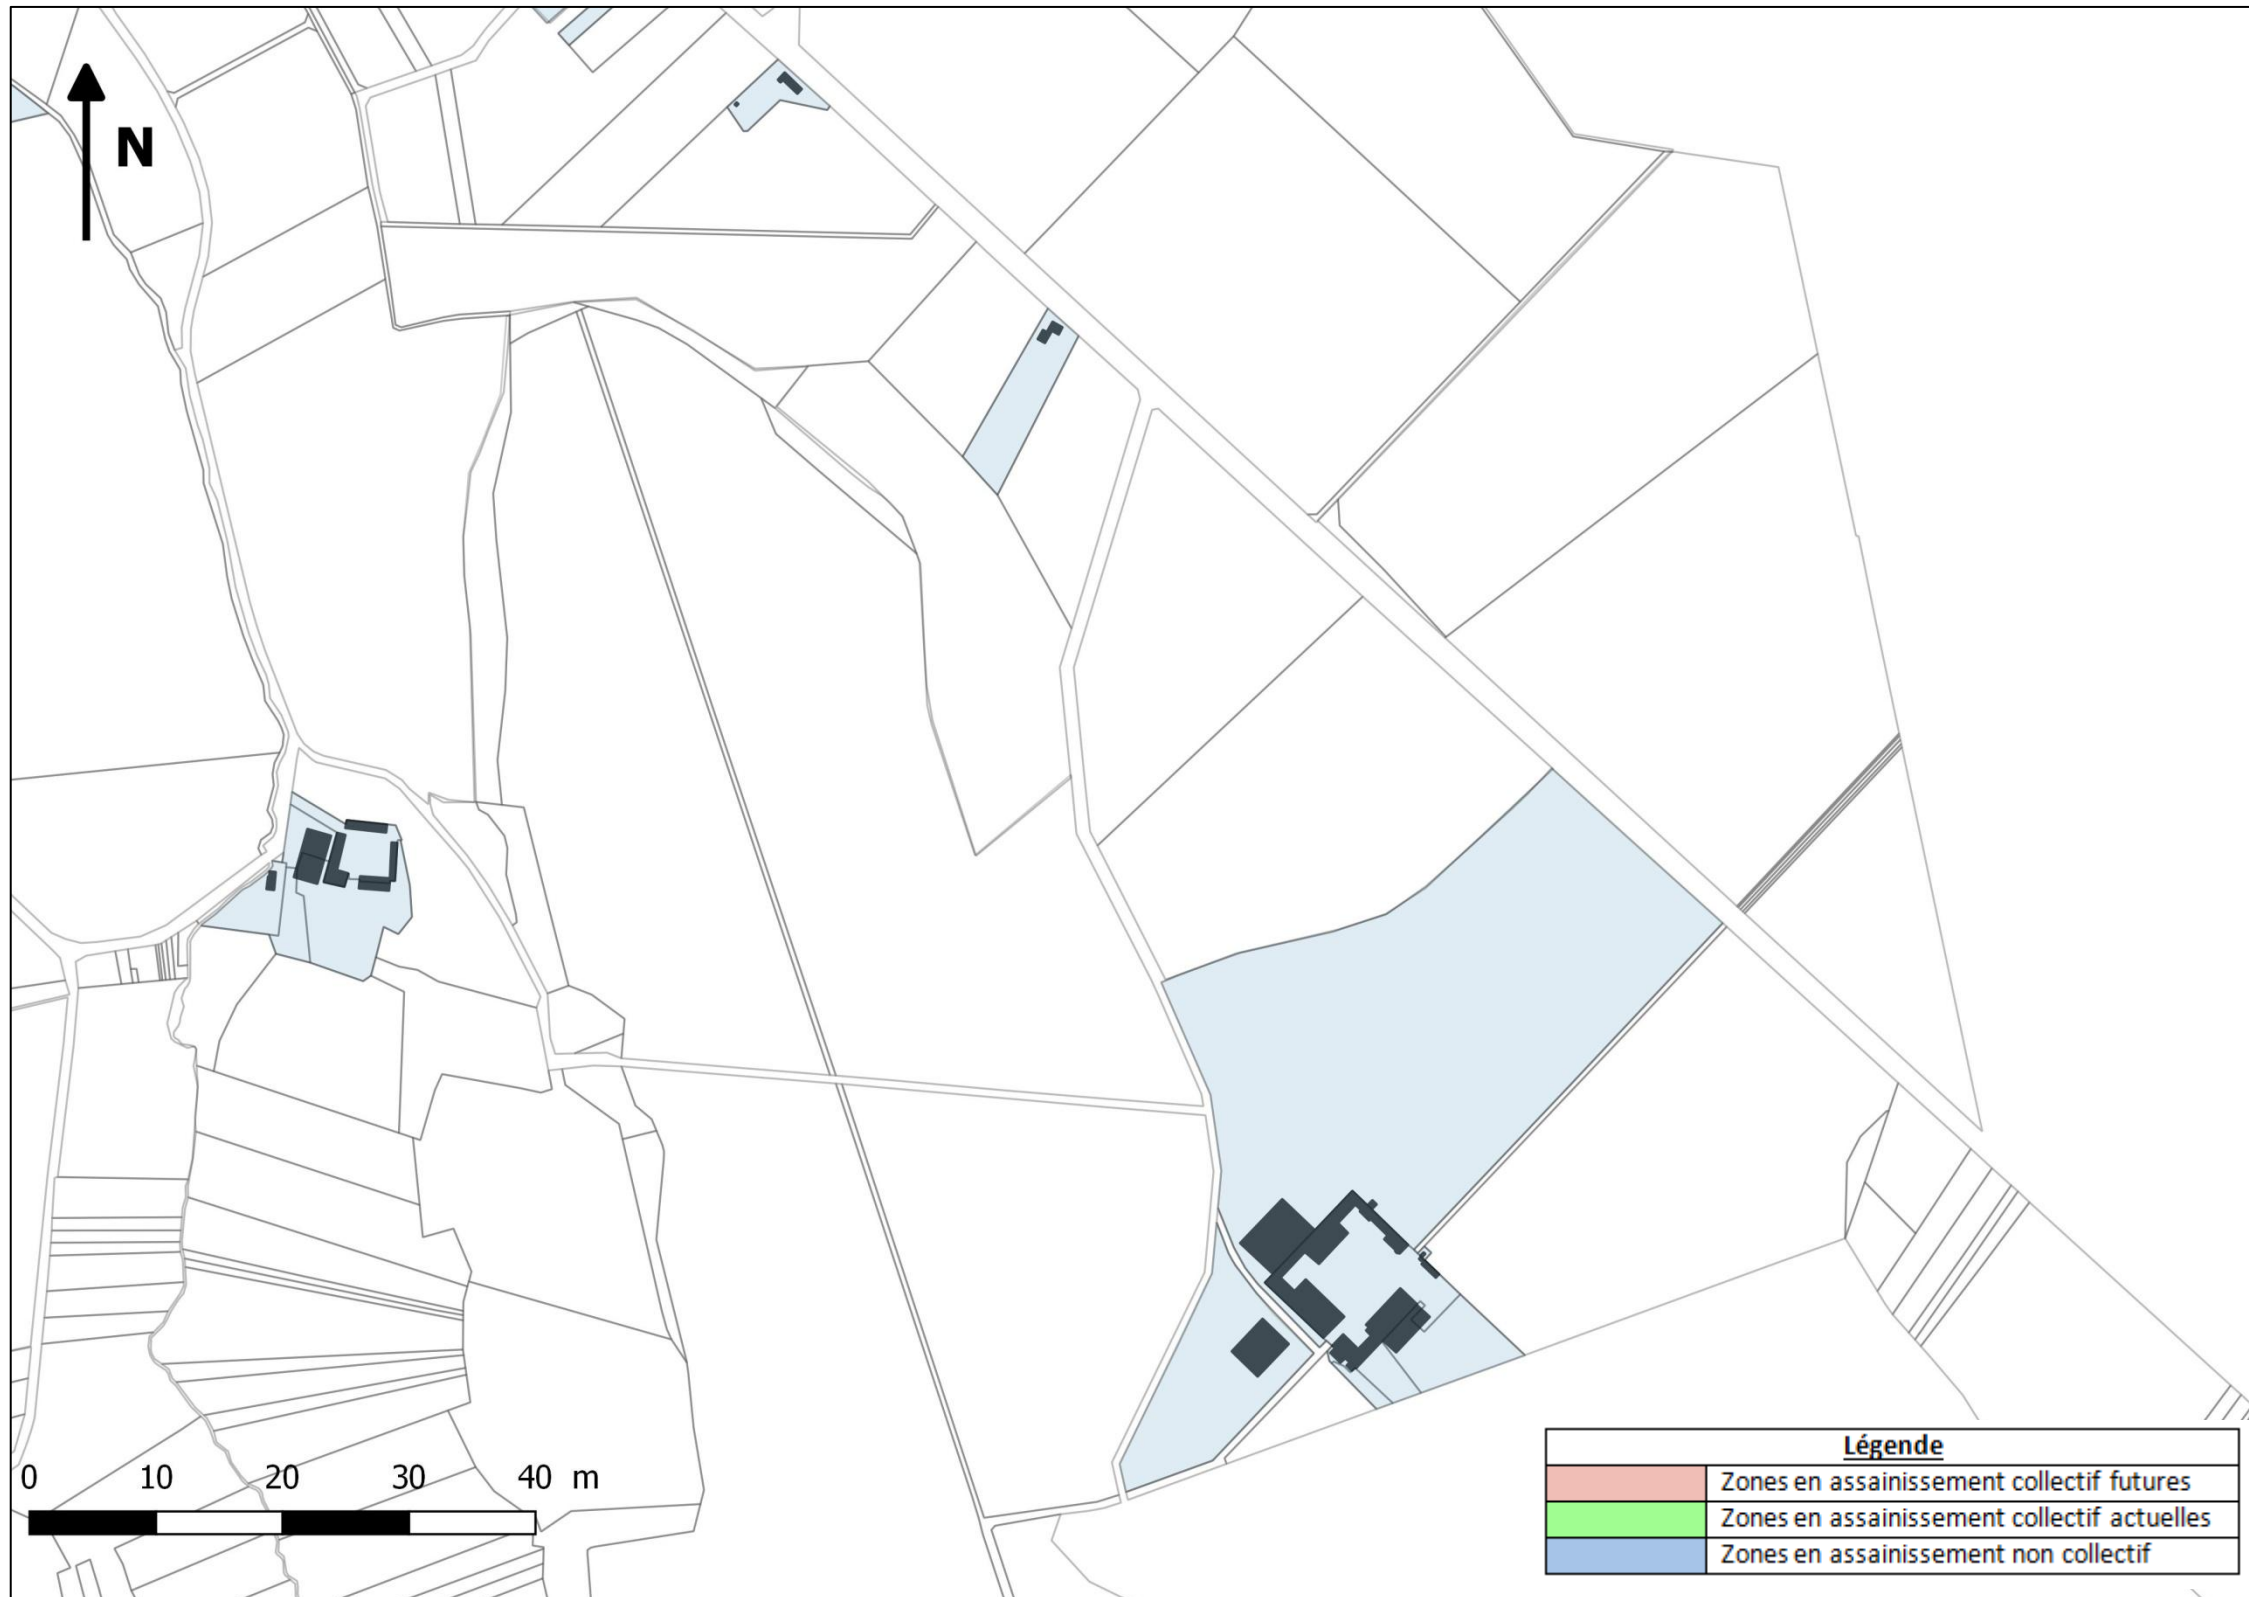 N
0 10 20 30 40 m
Légende
Zones en assainissement collectif futures
Zones en assainissement collectif actuelles
Zones en assainissement non collectif